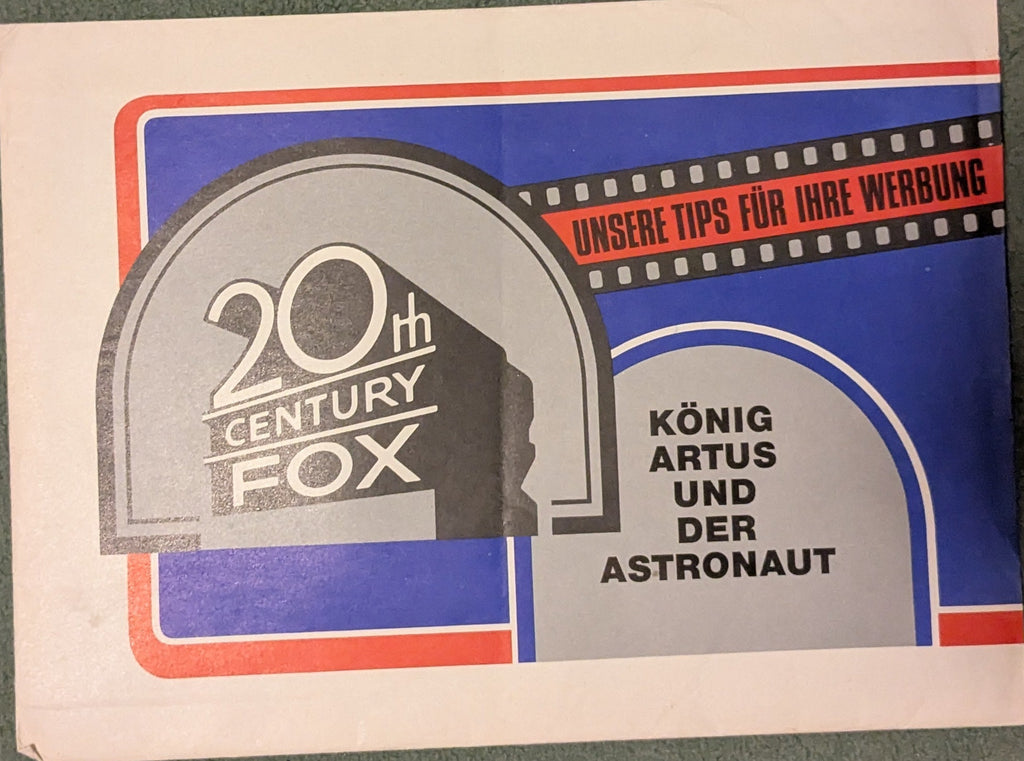 UNSERE TIPS FÜR IHRE WERBUNG
20th
CENTURY
FOX
KÖNIG
ARTUS
UND
DER
ASTRONAUT